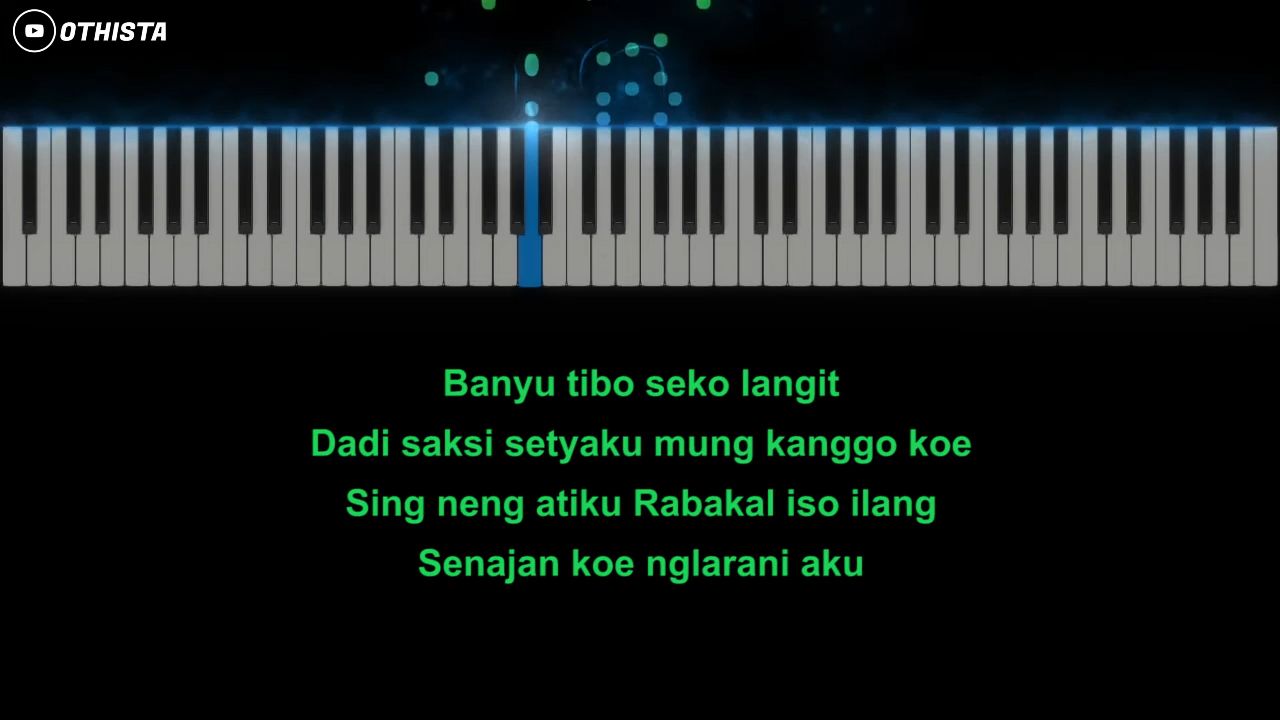 OTHISTA
Banyu tibo seko langit
Dadi saksi setyaku mung kanggo koe
Sing neng atiku Rabakal iso ilang
Senajan koe nglarani aku